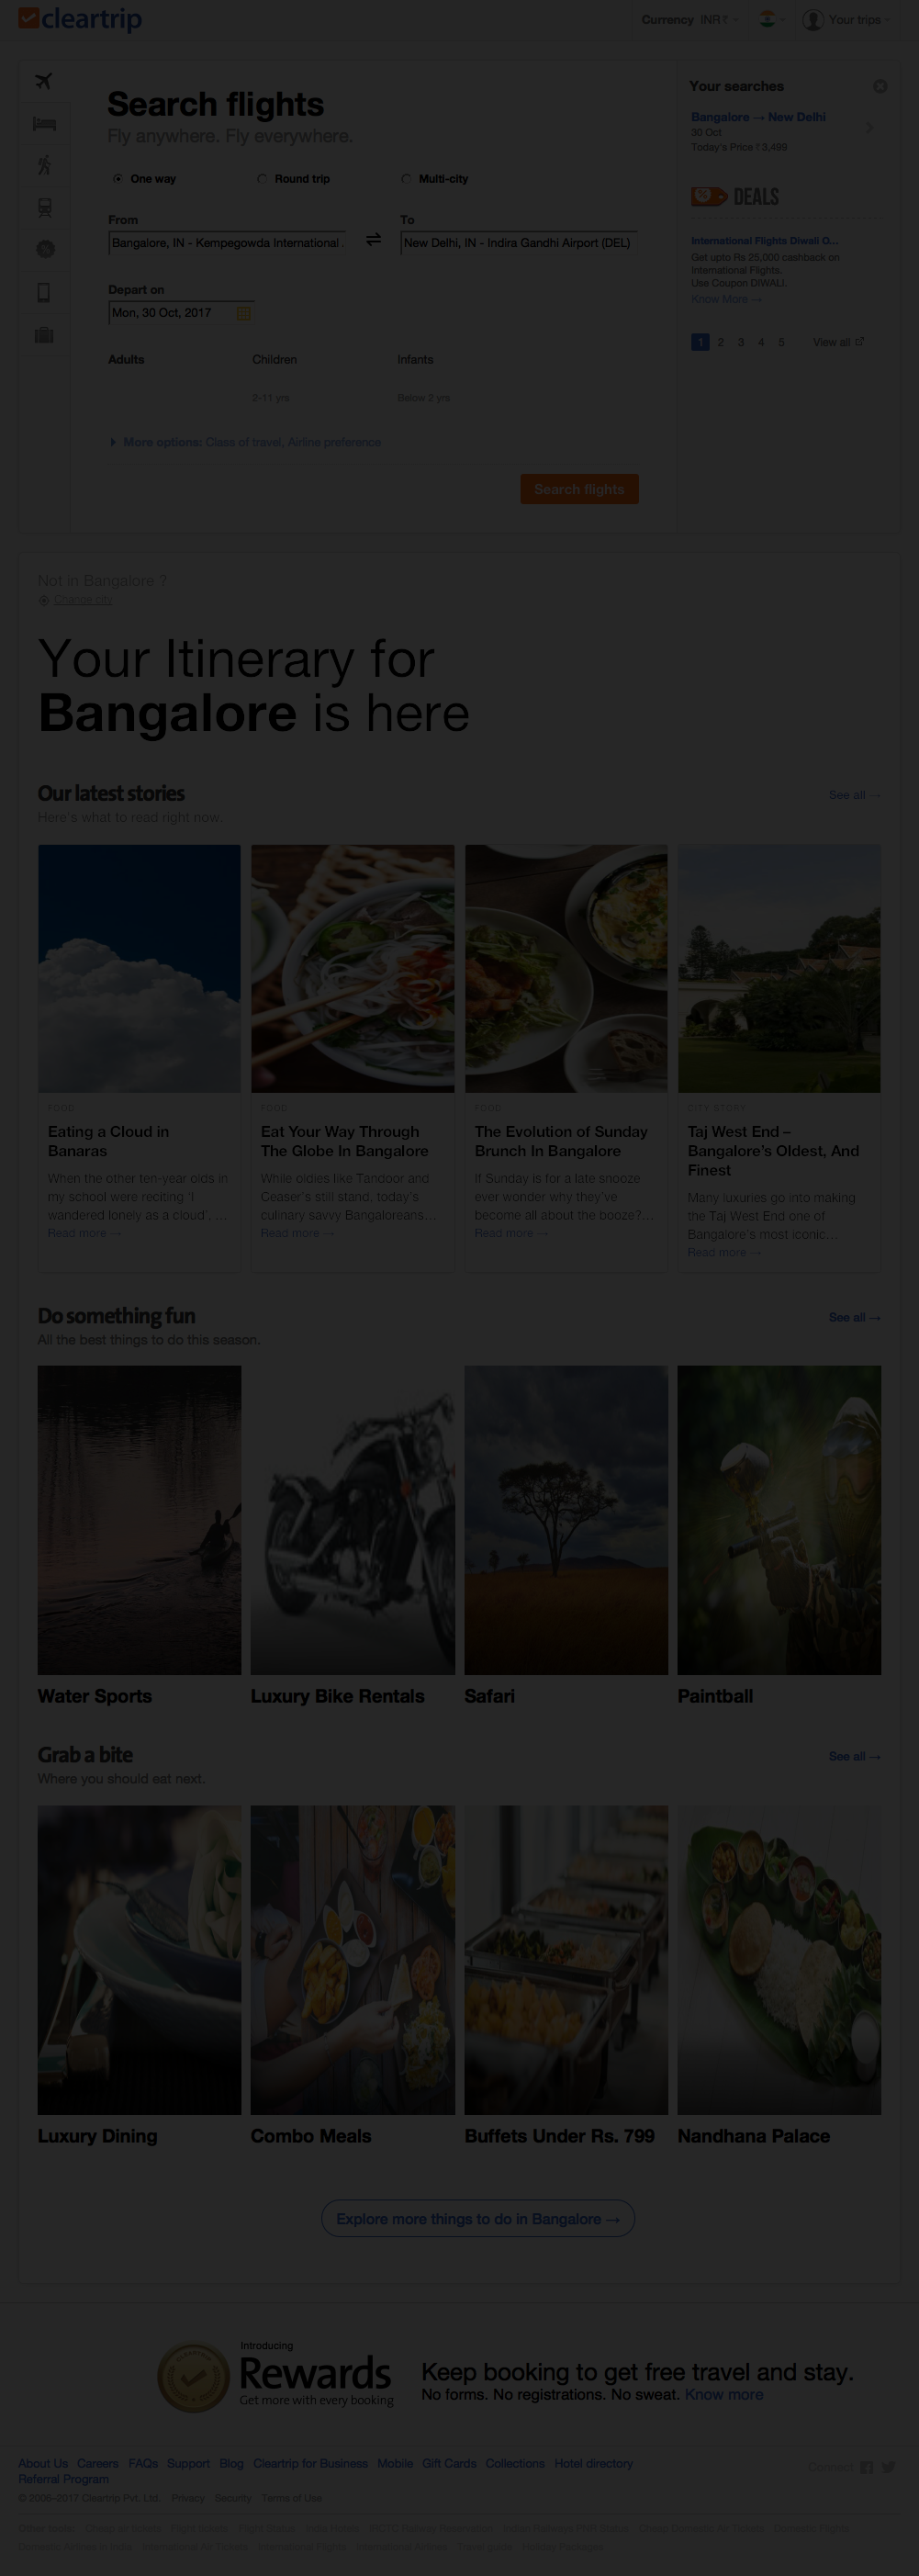 cleartrip
Currency INR ₹
Your trips
Search flights
Fly anywhere. Fly everywhere.
One way
Round trip
Multi-city
From
To
Bangalore, IN - Kempegowda International
New Delhi, IN - Indira Gandhi Airport (DEL)
Depart on
Mon, 30 Oct, 2017
Adults
Children
Infants
2-11 yrs
Below 2 yrs
More options: Class of travel, Airline preference
Search flights
Your searches
Bangalore → New Delhi
30 Oct
Today's Price ₹ 3,499
% DEALS
International Flights Diwali O...
Get upto Rs 25,000 cashback on
International Flights.
Use Coupon DIWALI.
Know More →
1 2 3 4 5 View all
Not in Bangalore ?
Change city
Your Itinerary for
Bangalore is here
Our latest stories
See all →
Here's what to read right now.
FOOD
Eating a Cloud in
Banaras
When the other ten-year olds in
my school were reciting 'I
wandered lonely as a cloud', ...
Read more →
FOOD
Eat Your Way Through
The Globe In Bangalore
While oldies like Tandoor and
Ceaser's still stand, today's
culinary savvy Bangaloreans...
Read more →
FOOD
The Evolution of Sunday
Brunch In Bangalore
If Sunday is for a late snooze
ever wonder why they've
become all about the booze?...
Read more →
CITY STORY
Taj West End –
Bangalore's Oldest, And
Finest
Many luxuries go into making
the Taj West End one of
Bangalore's most iconic...
Read more →
Do something fun
See all →
All the best things to do this season.
Water Sports
Luxury Bike Rentals
Safari
Paintball
Grab a bite
See all →
Where you should eat next.
Luxury Dining
Combo Meals
Buffets Under Rs. 799
Nandhana Palace
Explore more things to do in Bangalore →
Introducing
Rewards
Get more with every booking
Keep booking to get free travel and stay.
No forms. No registrations. No sweat. Know more
About Us Careers FAQs Support Blog Cleartrip for Business Mobile Gift Cards Collections Hotel directory
Referral Program
Connect
© 2006-2017 Cleartrip Pvt. Ltd. Privacy Security Terms of Use